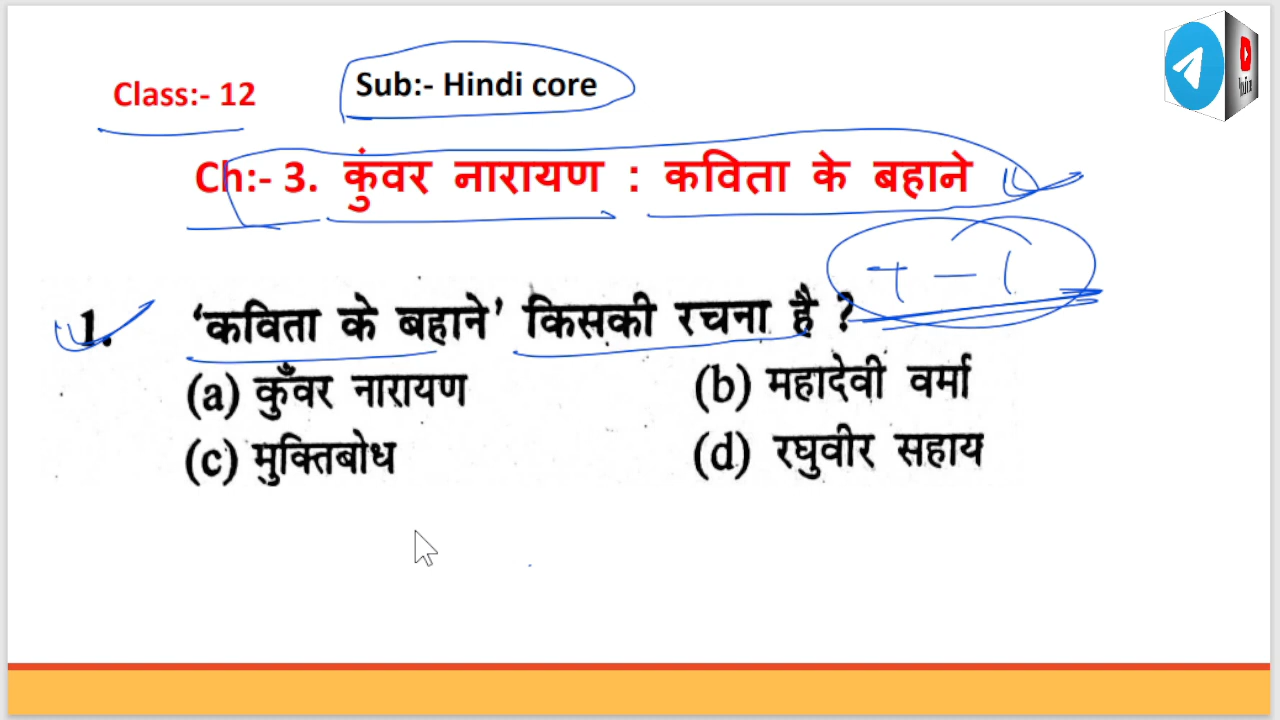 Class:- 12
Sub:- Hindi core
Ch:- 3. कुंवर नारायण : कविता के बहाने
1. 'कविता के बहाने' किसकी रचना है ?
(a) कुँवर नारायण
(b) महादेवी वर्मा
(c) मुक्तिबोध
(d) रघुवीर सहाय